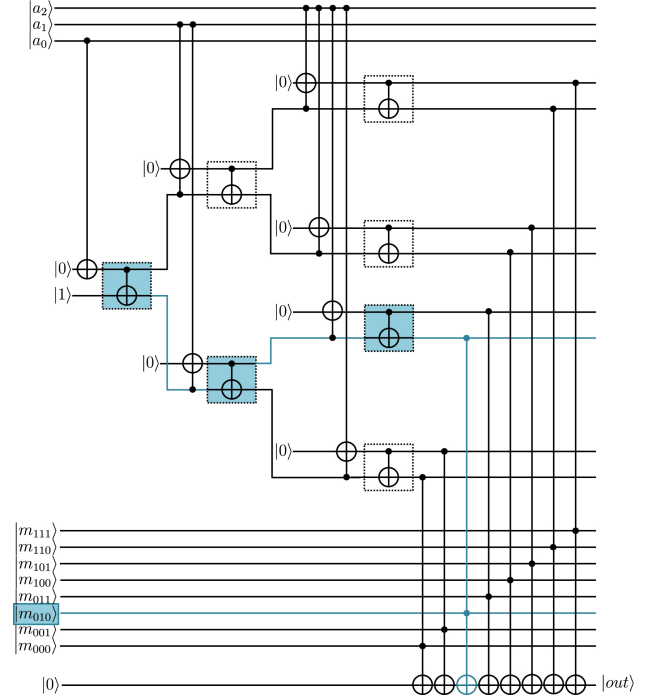 |a₂⟩
|a₁⟩
|a₀⟩
|0⟩
|0⟩
|0⟩
|0⟩
|1⟩
|0⟩
|0⟩
|0⟩
|m₁₁₁⟩
|m₁₁₀⟩
|m₁₀₁⟩
|m₁₀₀⟩
|m₀₁₁⟩
|m₀₁₀⟩
|m₀₀₁⟩
|m₀₀₀⟩
|0⟩ |out⟩